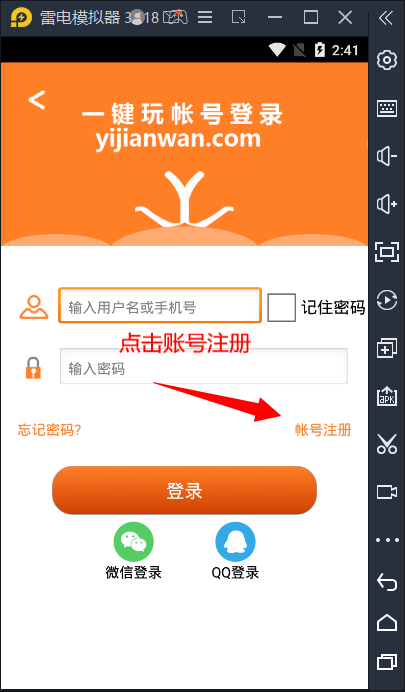 雷电模拟器
2:41
一键玩帐号登录
yijianwan.com
输入用户名或手机号
记住密码
点击账号注册
输入密码
忘记密码?
帐号注册
登录
微信登录
QQ登录
APK